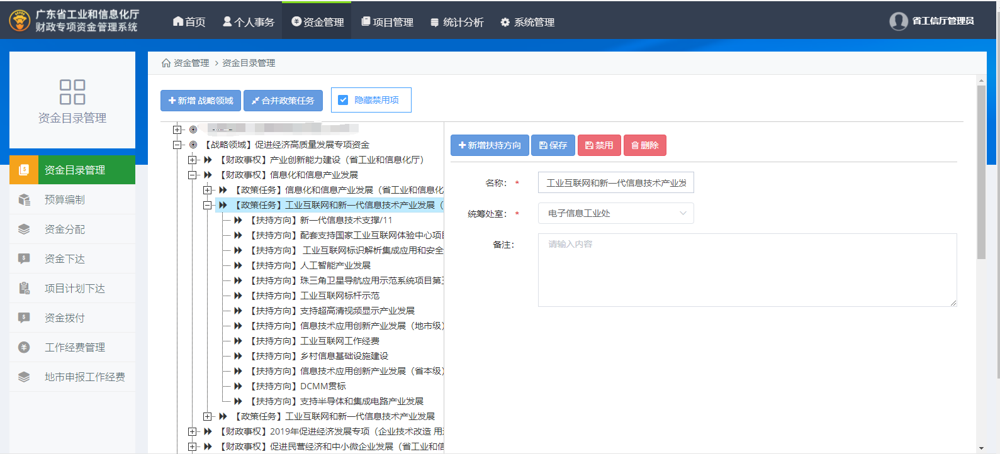 广东省工业和信息化厅
财政专项资金管理系统
首页
个人事务
资金管理
项目管理
统计分析
系统管理
省工信厅管理员
资金目录管理
资金目录管理
预算编制
资金分配
资金下达
项目计划下达
资金拨付
工作经费管理
地市申报工作经费
资金管理 > 资金目录管理
新增 战略领域
合并政策任务
隐藏禁用项
【战略领域】促进经济高质量发展专项资金
【财政事权】产业创新能力建设（省工业和信息化厅）
【财政事权】信息化和信息产业发展
【政策任务】信息化和信息产业发展（省工业和信息化
【政策任务】工业互联网和新一代信息技术产业发展（
【扶持方向】新一代信息技术支撑/11
【扶持方向】配套支持国家工业互联网体验中心项
【扶持方向】 工业互联网标识解析集成应用和安全
【扶持方向】人工智能产业发展
【扶持方向】珠三角卫星导航应用示范系统项目第
【扶持方向】工业互联网标杆示范
【扶持方向】支持超高清视频显示产业发展
【扶持方向】信息技术应用创新产业发展（地市级）
【扶持方向】工业互联网工作经费
【扶持方向】乡村信息基础设施建设
【扶持方向】信息技术应用创新产业发展（省本级）
【扶持方向】DCMM贯标
【扶持方向】支持半导体和集成电路产业发展
【政策任务】工业互联网和新一代信息技术产业发展
【财政事权】2019年促进经济发展专项（企业技术改造 用
【财政事权】促进民营经济和中小微企业发展（省工业和信
新增扶持方向
保存
禁用
删除
名称： *
工业互联网和新一代信息技术产业发
统筹处室： *
电子信息工业处
备注：
请输入内容